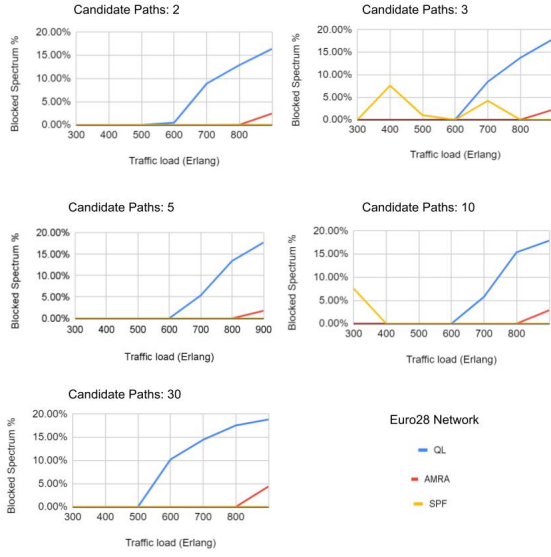 Candidate Paths: 2
Blocked Spectrum %
20.00%
15.00%
10.00%
5.00%
0.00%
300 400 500 600 700 800
Traffic load (Erlang)
Candidate Paths: 3
Blocked Spectrum %
20.00%
15.00%
10.00%
5.00%
0.00%
300 400 500 600 700 800
Traffic load (Erlang)
Candidate Paths: 5
Blocked Spectrum %
20.00%
15.00%
10.00%
5.00%
0.00%
300 400 500 600 700 800 900
Traffic load (Erlang)
Candidate Paths: 10
Blocked Spectrum %
20.00%
15.00%
10.00%
5.00%
0.00%
300 400 500 600 700 800
Traffic load (Erlang)
Candidate Paths: 30
Blocked Spectrum %
20.00%
15.00%
10.00%
5.00%
0.00%
300 400 500 600 700 800
Traffic load (Erlang)
Euro28 Network
QL
AMRA
SPF